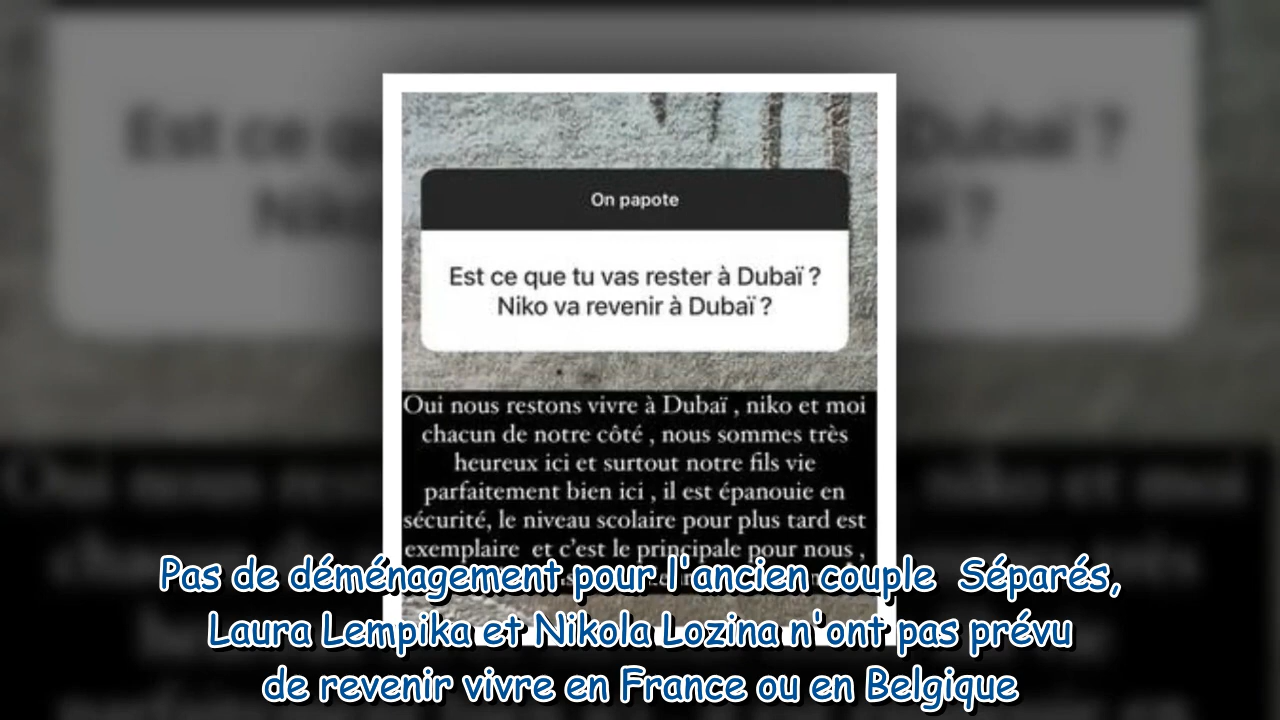 On papote
Est ce que tu vas rester à Dubaï ?
Niko va revenir à Dubaï ?
Oui nous restons vivre à Dubaï , niko et moi
chacun de notre côté , nous sommes très
heureux ici et surtout notre fils vie
parfaitement bien ici , il est épanouie en
sécurité, le niveau scolaire pour plus tard est
exemplaire et c’est le principale pour nous ,
Pas de déménagement pour l'ancien couple Séparés,
Laura Lempika et Nikola Lozina n'ont pas prévu
de revenir vivre en France ou en Belgique